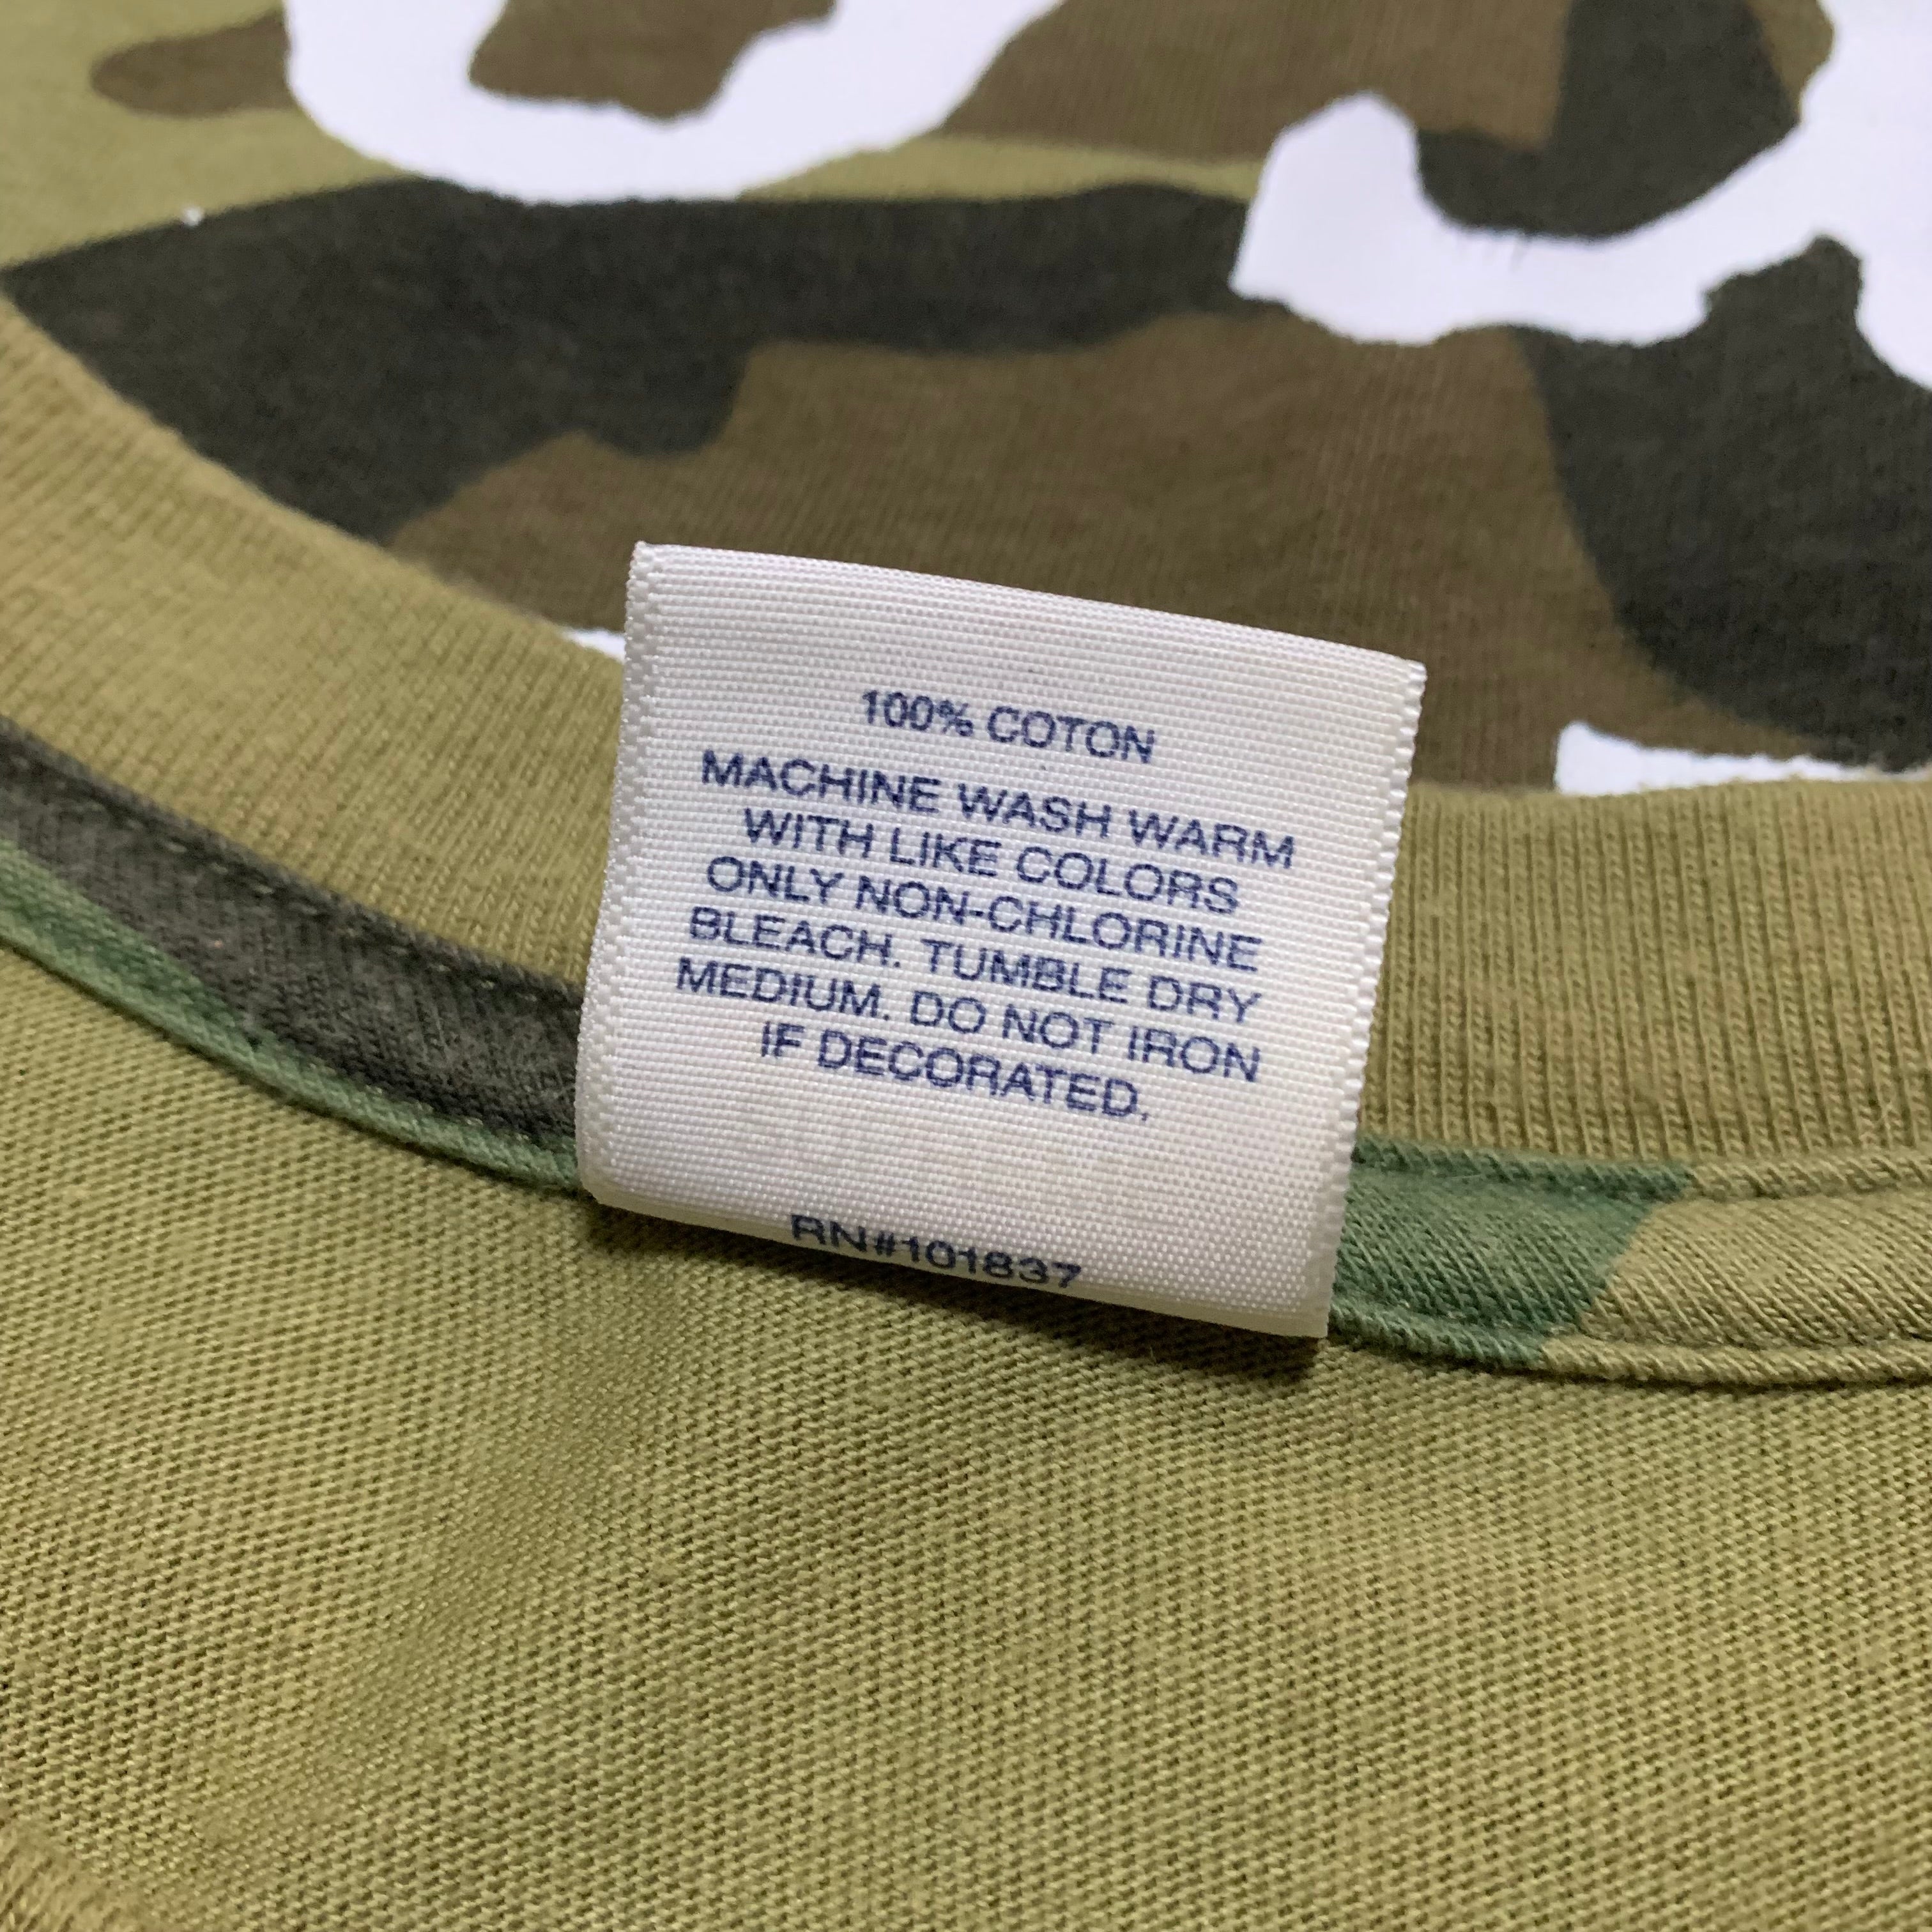 100% COTON
MACHINE WASH WARM
WITH LIKE COLORS
ONLY NON-CHLORINE
BLEACH. TUMBLE DRY
MEDIUM. DO NOT IRON
IF DECORATED.
RN#101837